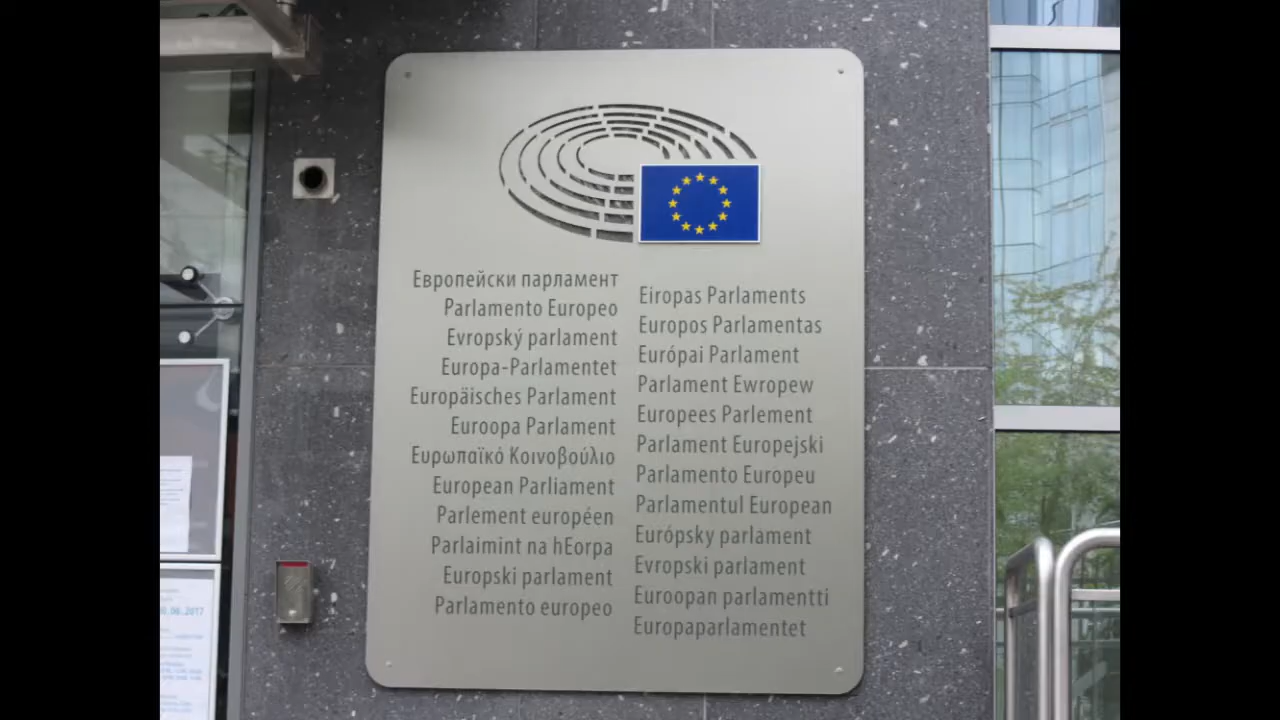 Европейски парламент
Parlamento Europeo
Evropský parlament
Europa-Parlamentet
Europäisches Parlament
Euroopa Parlament
Ευρωπαϊκό Κοινοβούλιο
European Parliament
Parlement européen
Parlaimint na hEorpa
Europski parlament
Parlamento europeo
Eiropas Parlaments
Europos Parlamentas
Európai Parlament
Parlament Ewropew
Europees Parlement
Parlament Europejski
Parlamento Europeu
Parlamentul European
Európsky parlament
Evropski parlament
Euroopan parlamentti
Europaparlamentet